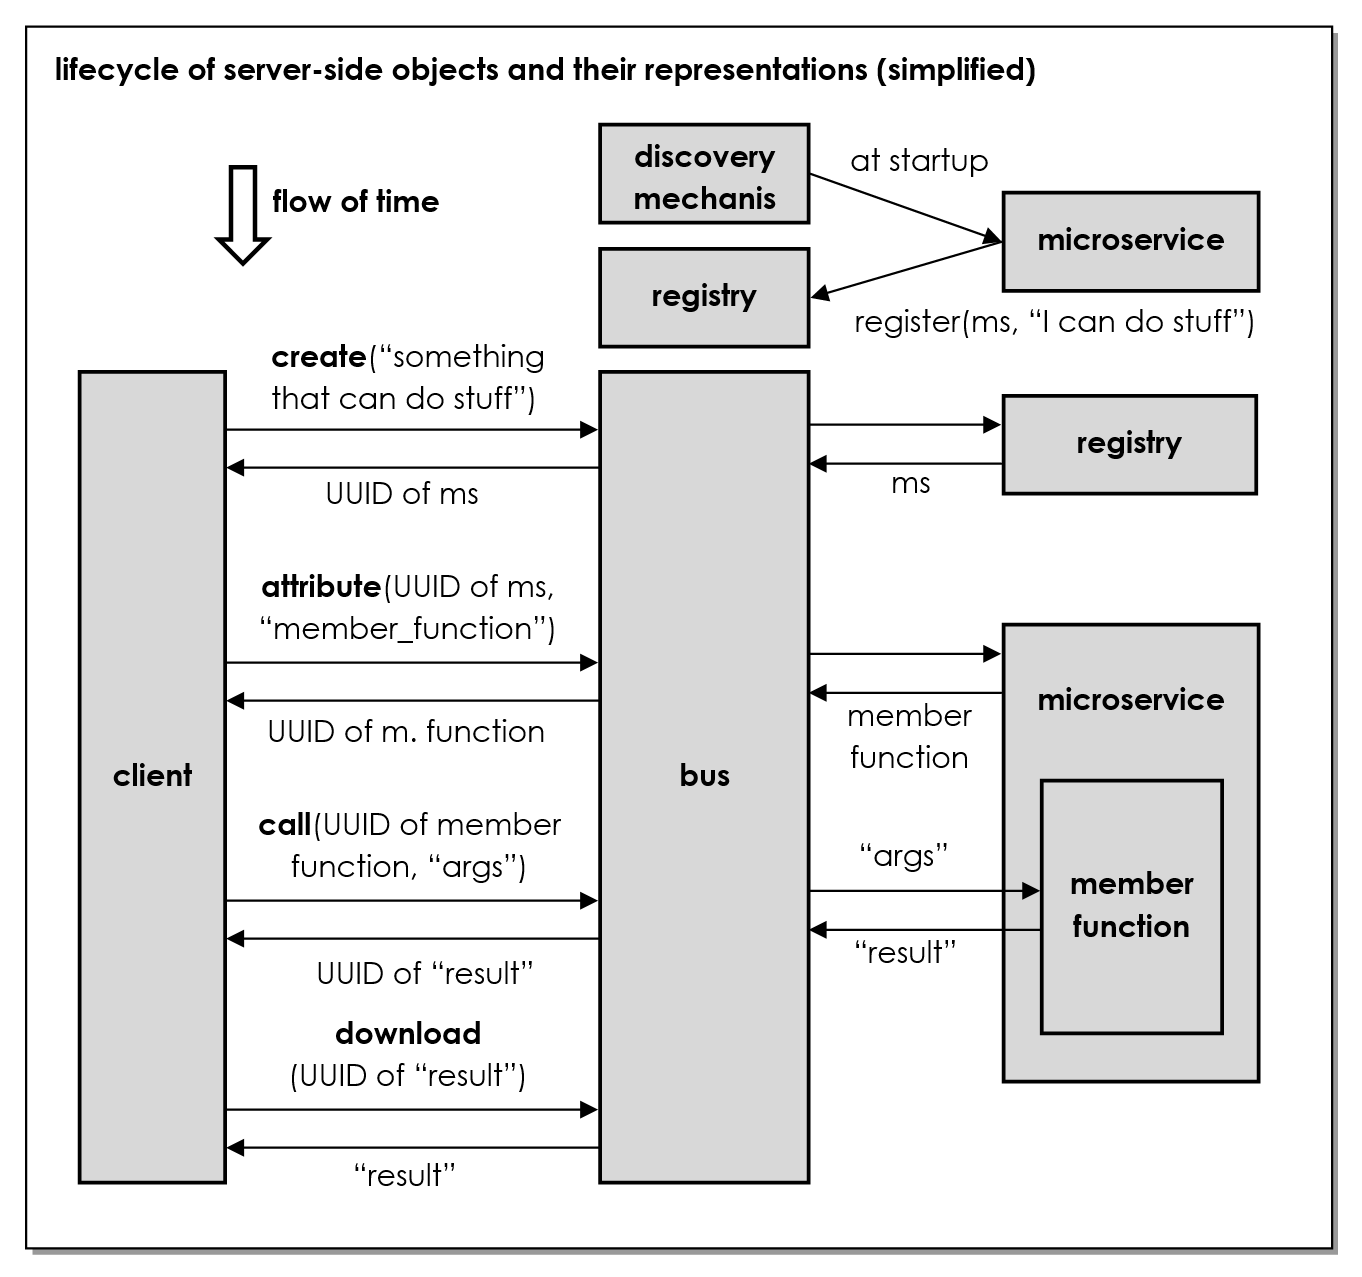 lifecycle of server-side objects and their representations (simplified)
discovery
mechanis
at startup
flow of time
microservice
registry
register(ms, “I can do stuff”)
create(“something
that can do stuff”)
registry
UUID of ms
ms
attribute(UUID of ms,
“member_function”)
microservice
UUID of m. function
member
function
client
bus
call(UUID of member
function, “args”)
“args”
member
function
“result”
UUID of “result”
download
(UUID of “result”)
“result”